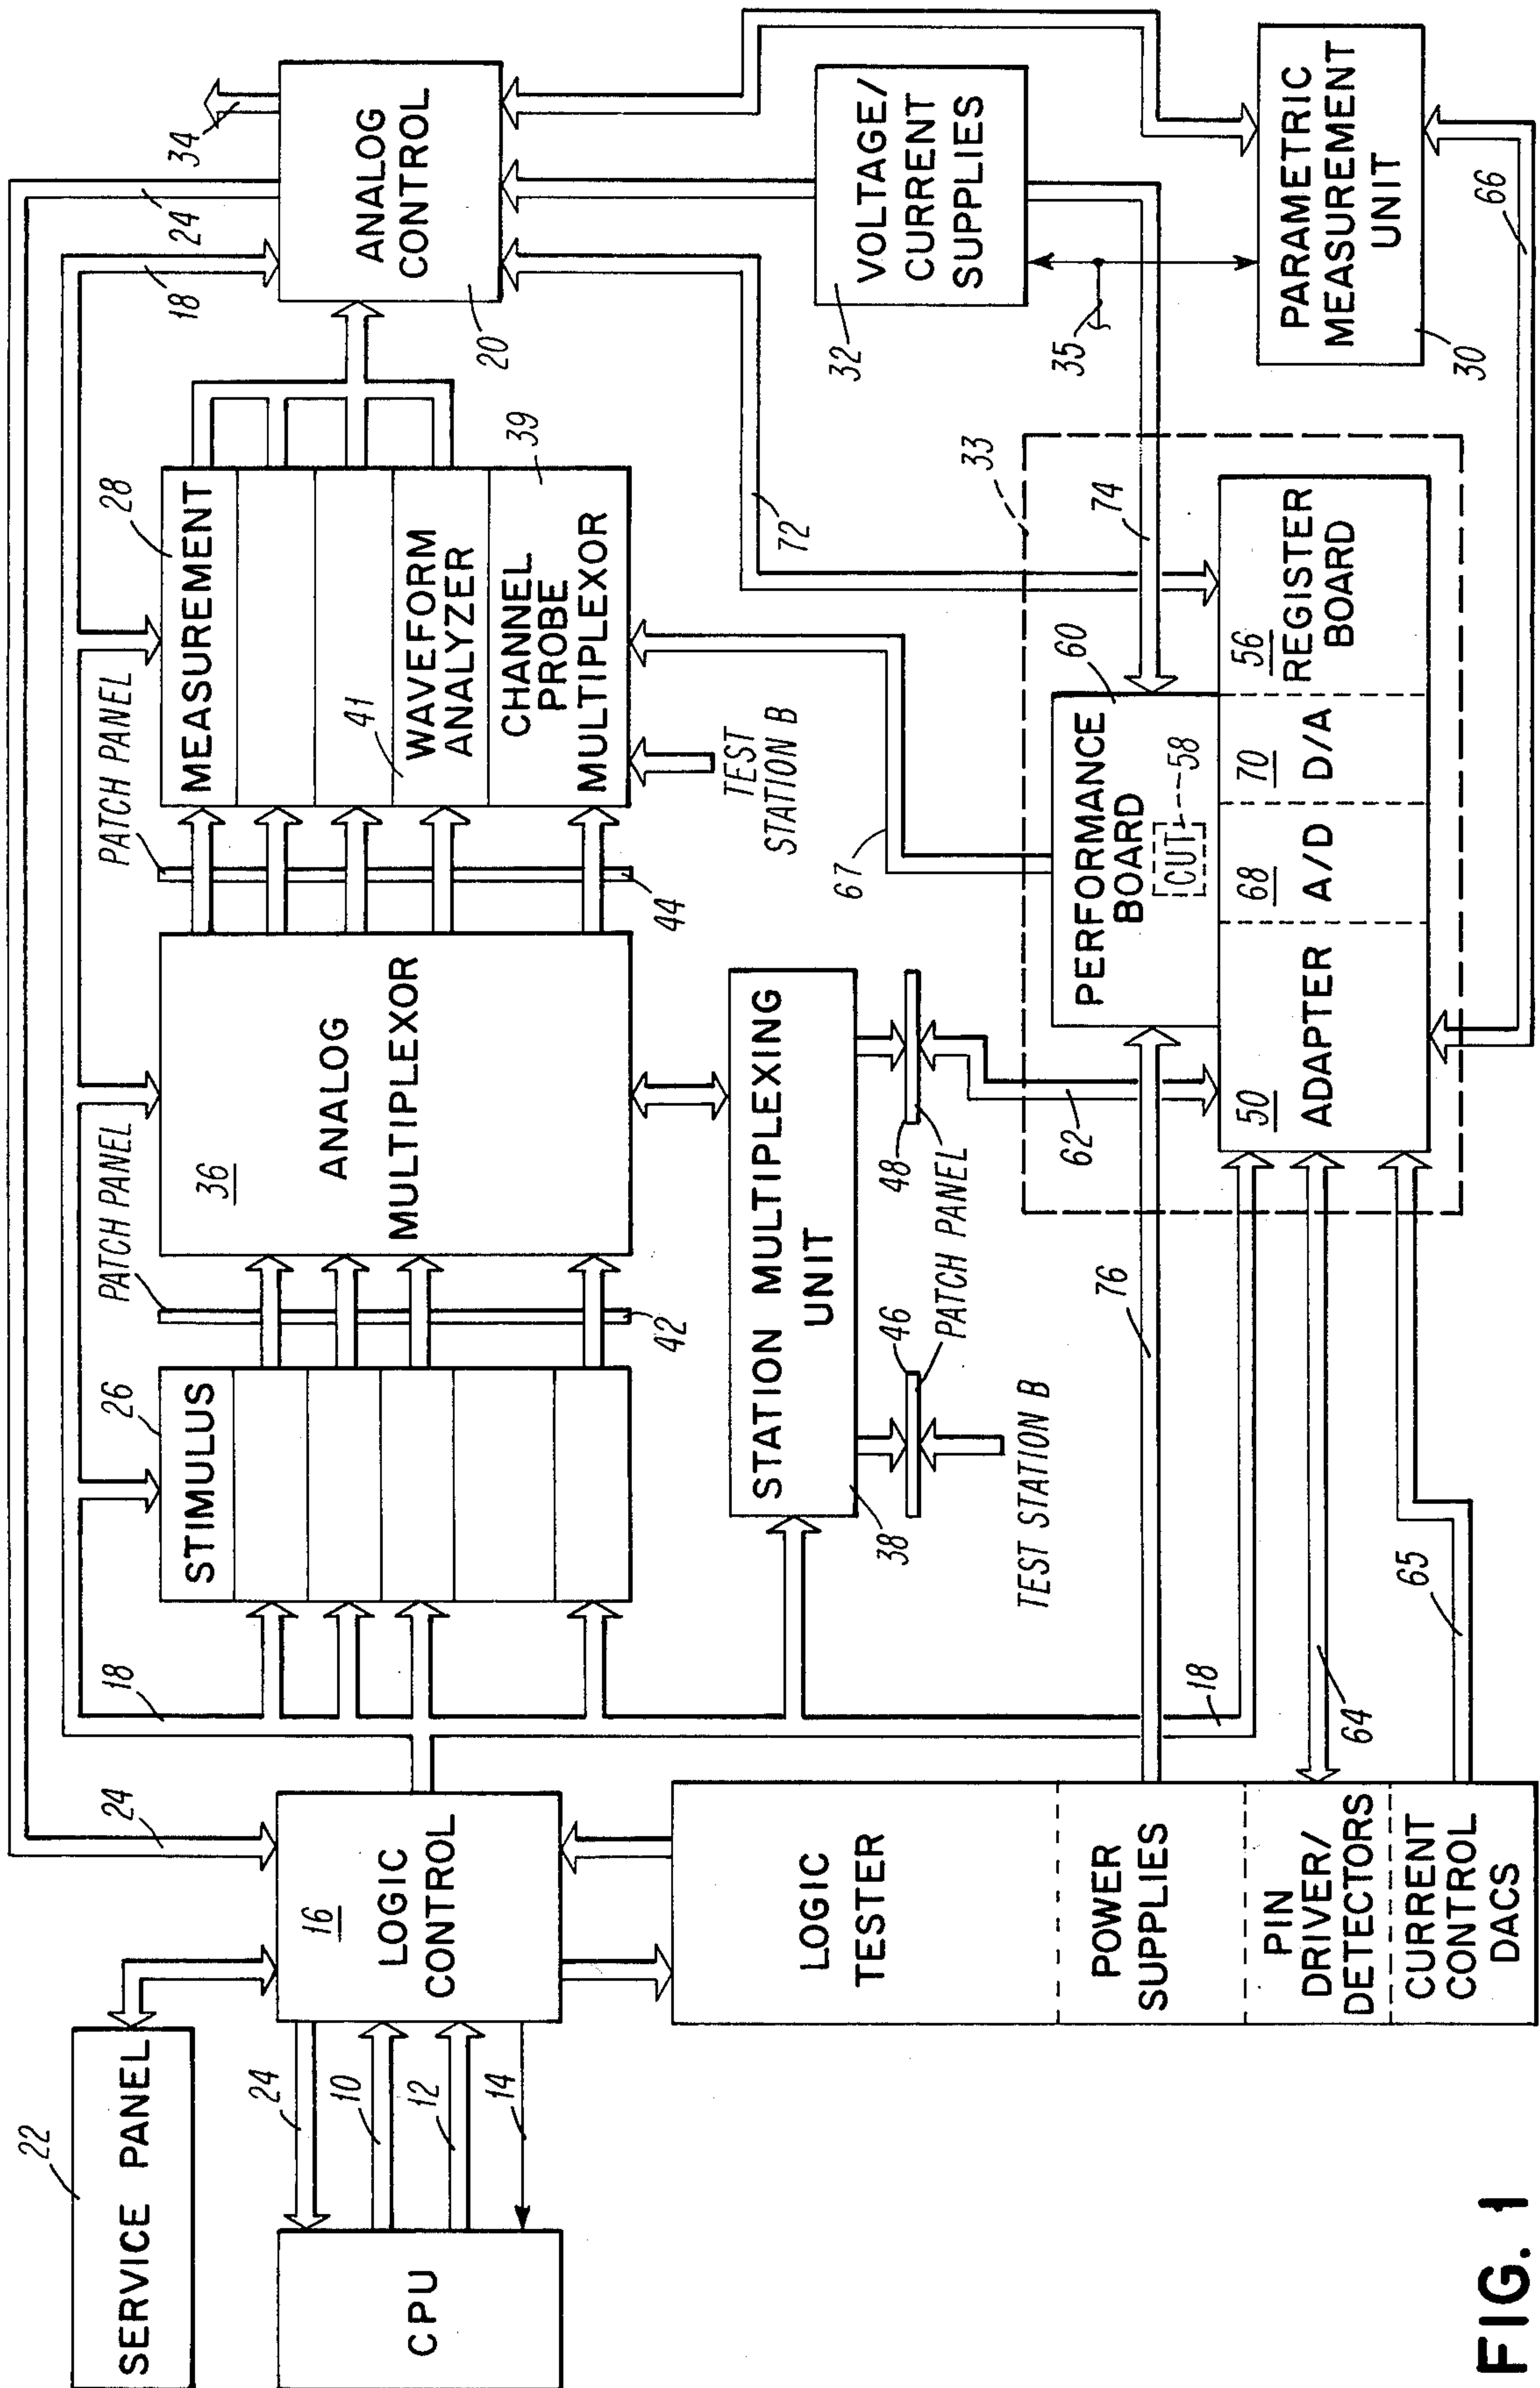 22
SERVICE PANEL
CPU
24
10
12
14
16
LOGIC
CONTROL
24
18
LOGIC
TESTER
POWER
SUPPLIES
PIN
DRIVER/
DETECTORS
CURRENT
CONTROL
DACS
26
STIMULUS
PATCH PANEL
42
36
ANALOG
MULTIPLEXOR
PATCH PANEL
44
28
MEASUREMENT
41
WAVEFORM
ANALYZER
39
CHANNEL
PROBE
MULTIPLEXOR
TEST
STATION B
18
24
34
ANALOG
CONTROL
20
STATION MULTIPLEXING
UNIT
38
46
48
PATCH PANEL
TEST STATION B
62
67
72
32
VOLTAGE/
CURRENT
SUPPLIES
35
33
74
76
60
PERFORMANCE
BOARD
CUT
58
50
ADAPTER
68
A/D
70
D/A
56
REGISTER
BOARD
PARAMETRIC
MEASUREMENT
UNIT
30
66
18
64
65
FIG. 1